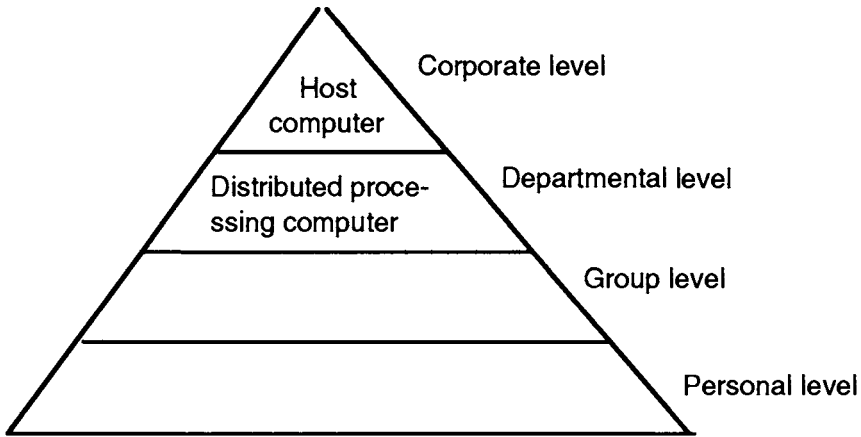 Corporate level
Host
computer
Departmental level
Distributed proce-
ssing computer
Group level
Personal level